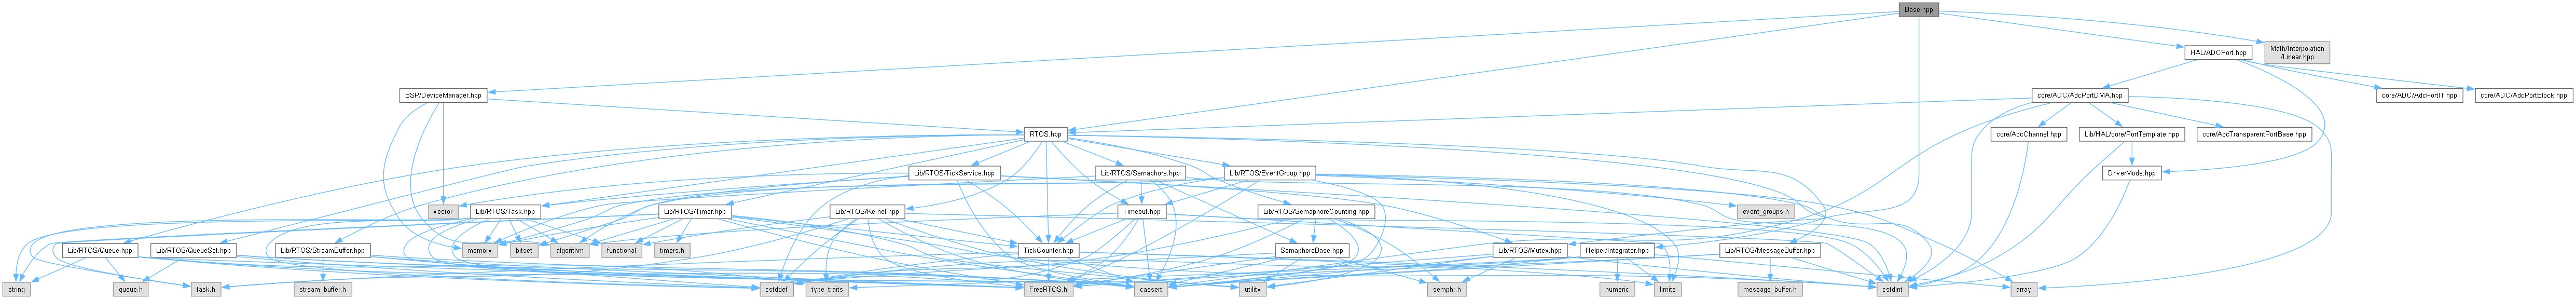 Base.hpp
HAL/ADCPort.hpp
Math/Interpolation
/Linear.hpp
BSP/DeviceManager.hpp
core/ADC/AdcPortDMA.hpp
core/ADC/AdcPortIT.hpp
core/ADC/AdcPortBlock.hpp
RTOS.hpp
core/AdcChannel.hpp
Lib/HAL/core/PortTemplate.hpp
core/AdcTransparentPortBase.hpp
Lib/RTOS/TickService.hpp
Lib/RTOS/Semaphore.hpp
Lib/RTOS/EventGroup.hpp
DriverMode.hpp
vector
Lib/RTOS/Task.hpp
Lib/RTOS/Timer.hpp
Lib/RTOS/Kernel.hpp
Timeout.hpp
Lib/RTOS/SemaphoreCounting.hpp
event_groups.h
Lib/RTOS/Queue.hpp
Lib/RTOS/QueueSet.hpp
Lib/RTOS/StreamBuffer.hpp
memory
bitset
algorithm
functional
timers.h
TickCounter.hpp
SemaphoreBase.hpp
Lib/RTOS/Mutex.hpp
Helper/Integrator.hpp
Lib/RTOS/MessageBuffer.hpp
string
queue.h
task.h
stream_buffer.h
cstddef
type_traits
FreeRTOS.h
cassert
utility
semphr.h
numeric
limits
message_buffer.h
cstdint
array